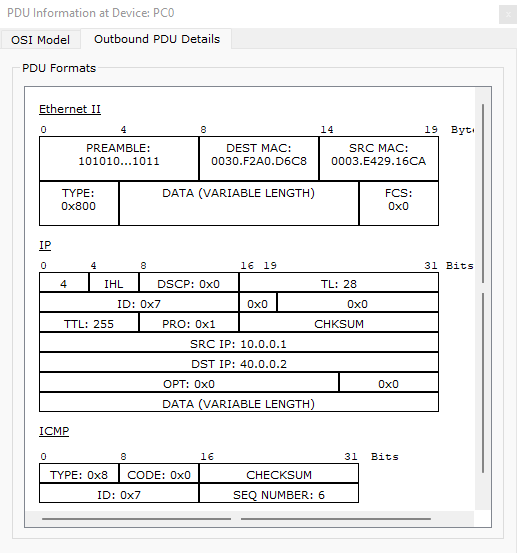 PDU Information at Device: PC0
x
OSI Model Outbound PDU Details
PDU Formats
Ethernet II
0 4 8 14 19 Byte
PREAMBLE: DEST MAC: SRC MAC:
101010...1011 0030.F2A0.D6C8 0003.E429.16CA
TYPE: DATA (VARIABLE LENGTH) FCS:
0x800 0x0
IP
0 4 8 16 19 31 Bits
4 IHL DSCP: 0x0 TL: 28
ID: 0x7 0x0 0x0
TTL: 255 PRO: 0x1 CHKSUM
SRC IP: 10.0.0.1
DST IP: 40.0.0.2
OPT: 0x0 0x0
DATA (VARIABLE LENGTH)
ICMP
0 8 16 31 Bits
TYPE: 0x8 CODE: 0x0 CHECKSUM
ID: 0x7 SEQ NUMBER: 6